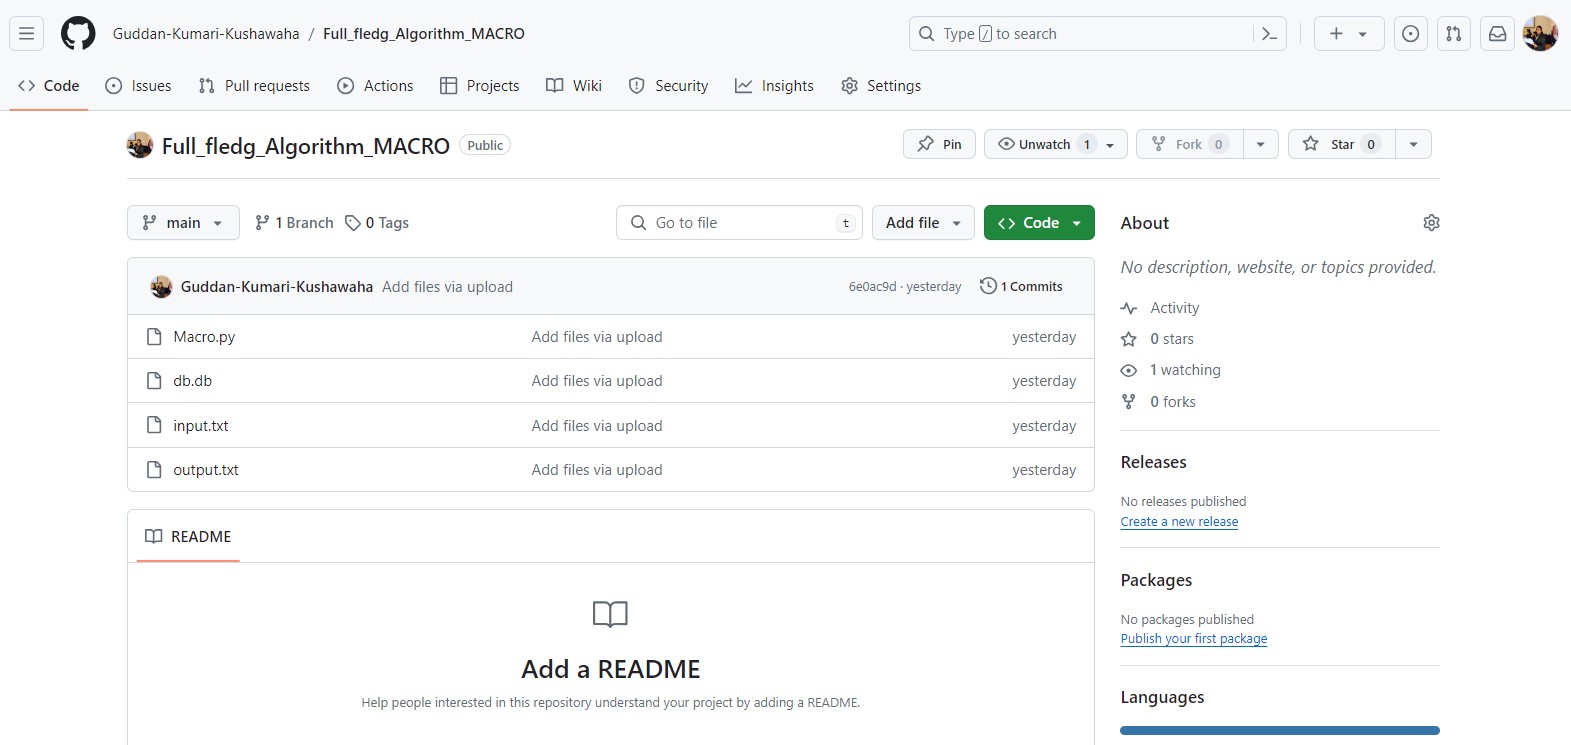 Guddan-Kumari-Kushawaha / Full_fledg_Algorithm_MACRO
Type / to search
Code Issues Pull requests Actions Projects Wiki Security Insights Settings
Full_fledg_Algorithm_MACRO Public
Pin Unwatch 1 Fork 0 Star 0
main 1 Branch 0 Tags
Go to file t Add file Code
Guddan-Kumari-Kushawaha Add files via upload 6e0ac9d · yesterday 1 Commits
Macro.py Add files via upload yesterday
db.db Add files via upload yesterday
input.txt Add files via upload yesterday
output.txt Add files via upload yesterday
README
Add a README
Help people interested in this repository understand your project by adding a README.
About
No description, website, or topics provided.
Activity
0 stars
1 watching
0 forks
Releases
No releases published
Create a new release
Packages
No packages published
Publish your first package
Languages